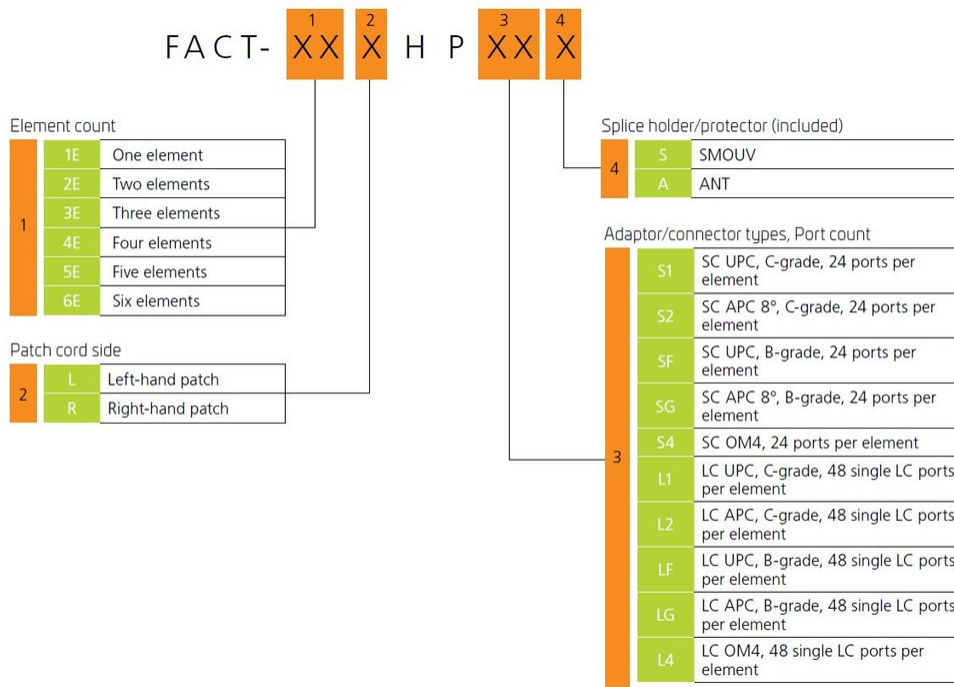 1 2 3 4
FACT- XX X H P XX X
Element count
1
1E One element
2E Two elements
3E Three elements
4E Four elements
5E Five elements
6E Six elements
Patch cord side
2
L Left-hand patch
R Right-hand patch
Splice holder/protector (included)
4
S SMOUV
A ANT
Adaptor/connector types, Port count
3
S1 SC UPC, C-grade, 24 ports per
element
S2 SC APC 8°, C-grade, 24 ports per
element
SF SC UPC, B-grade, 24 ports per
element
SG SC APC 8°, B-grade, 24 ports per
element
S4 SC OM4, 24 ports per element
L1 LC UPC, C-grade, 48 single LC ports
per element
L2 LC APC, C-grade, 48 single LC ports
per element
LF LC UPC, B-grade, 48 single LC ports
per element
LG LC APC, B-grade, 48 single LC ports
per element
L4 LC OM4, 48 single LC ports per
element